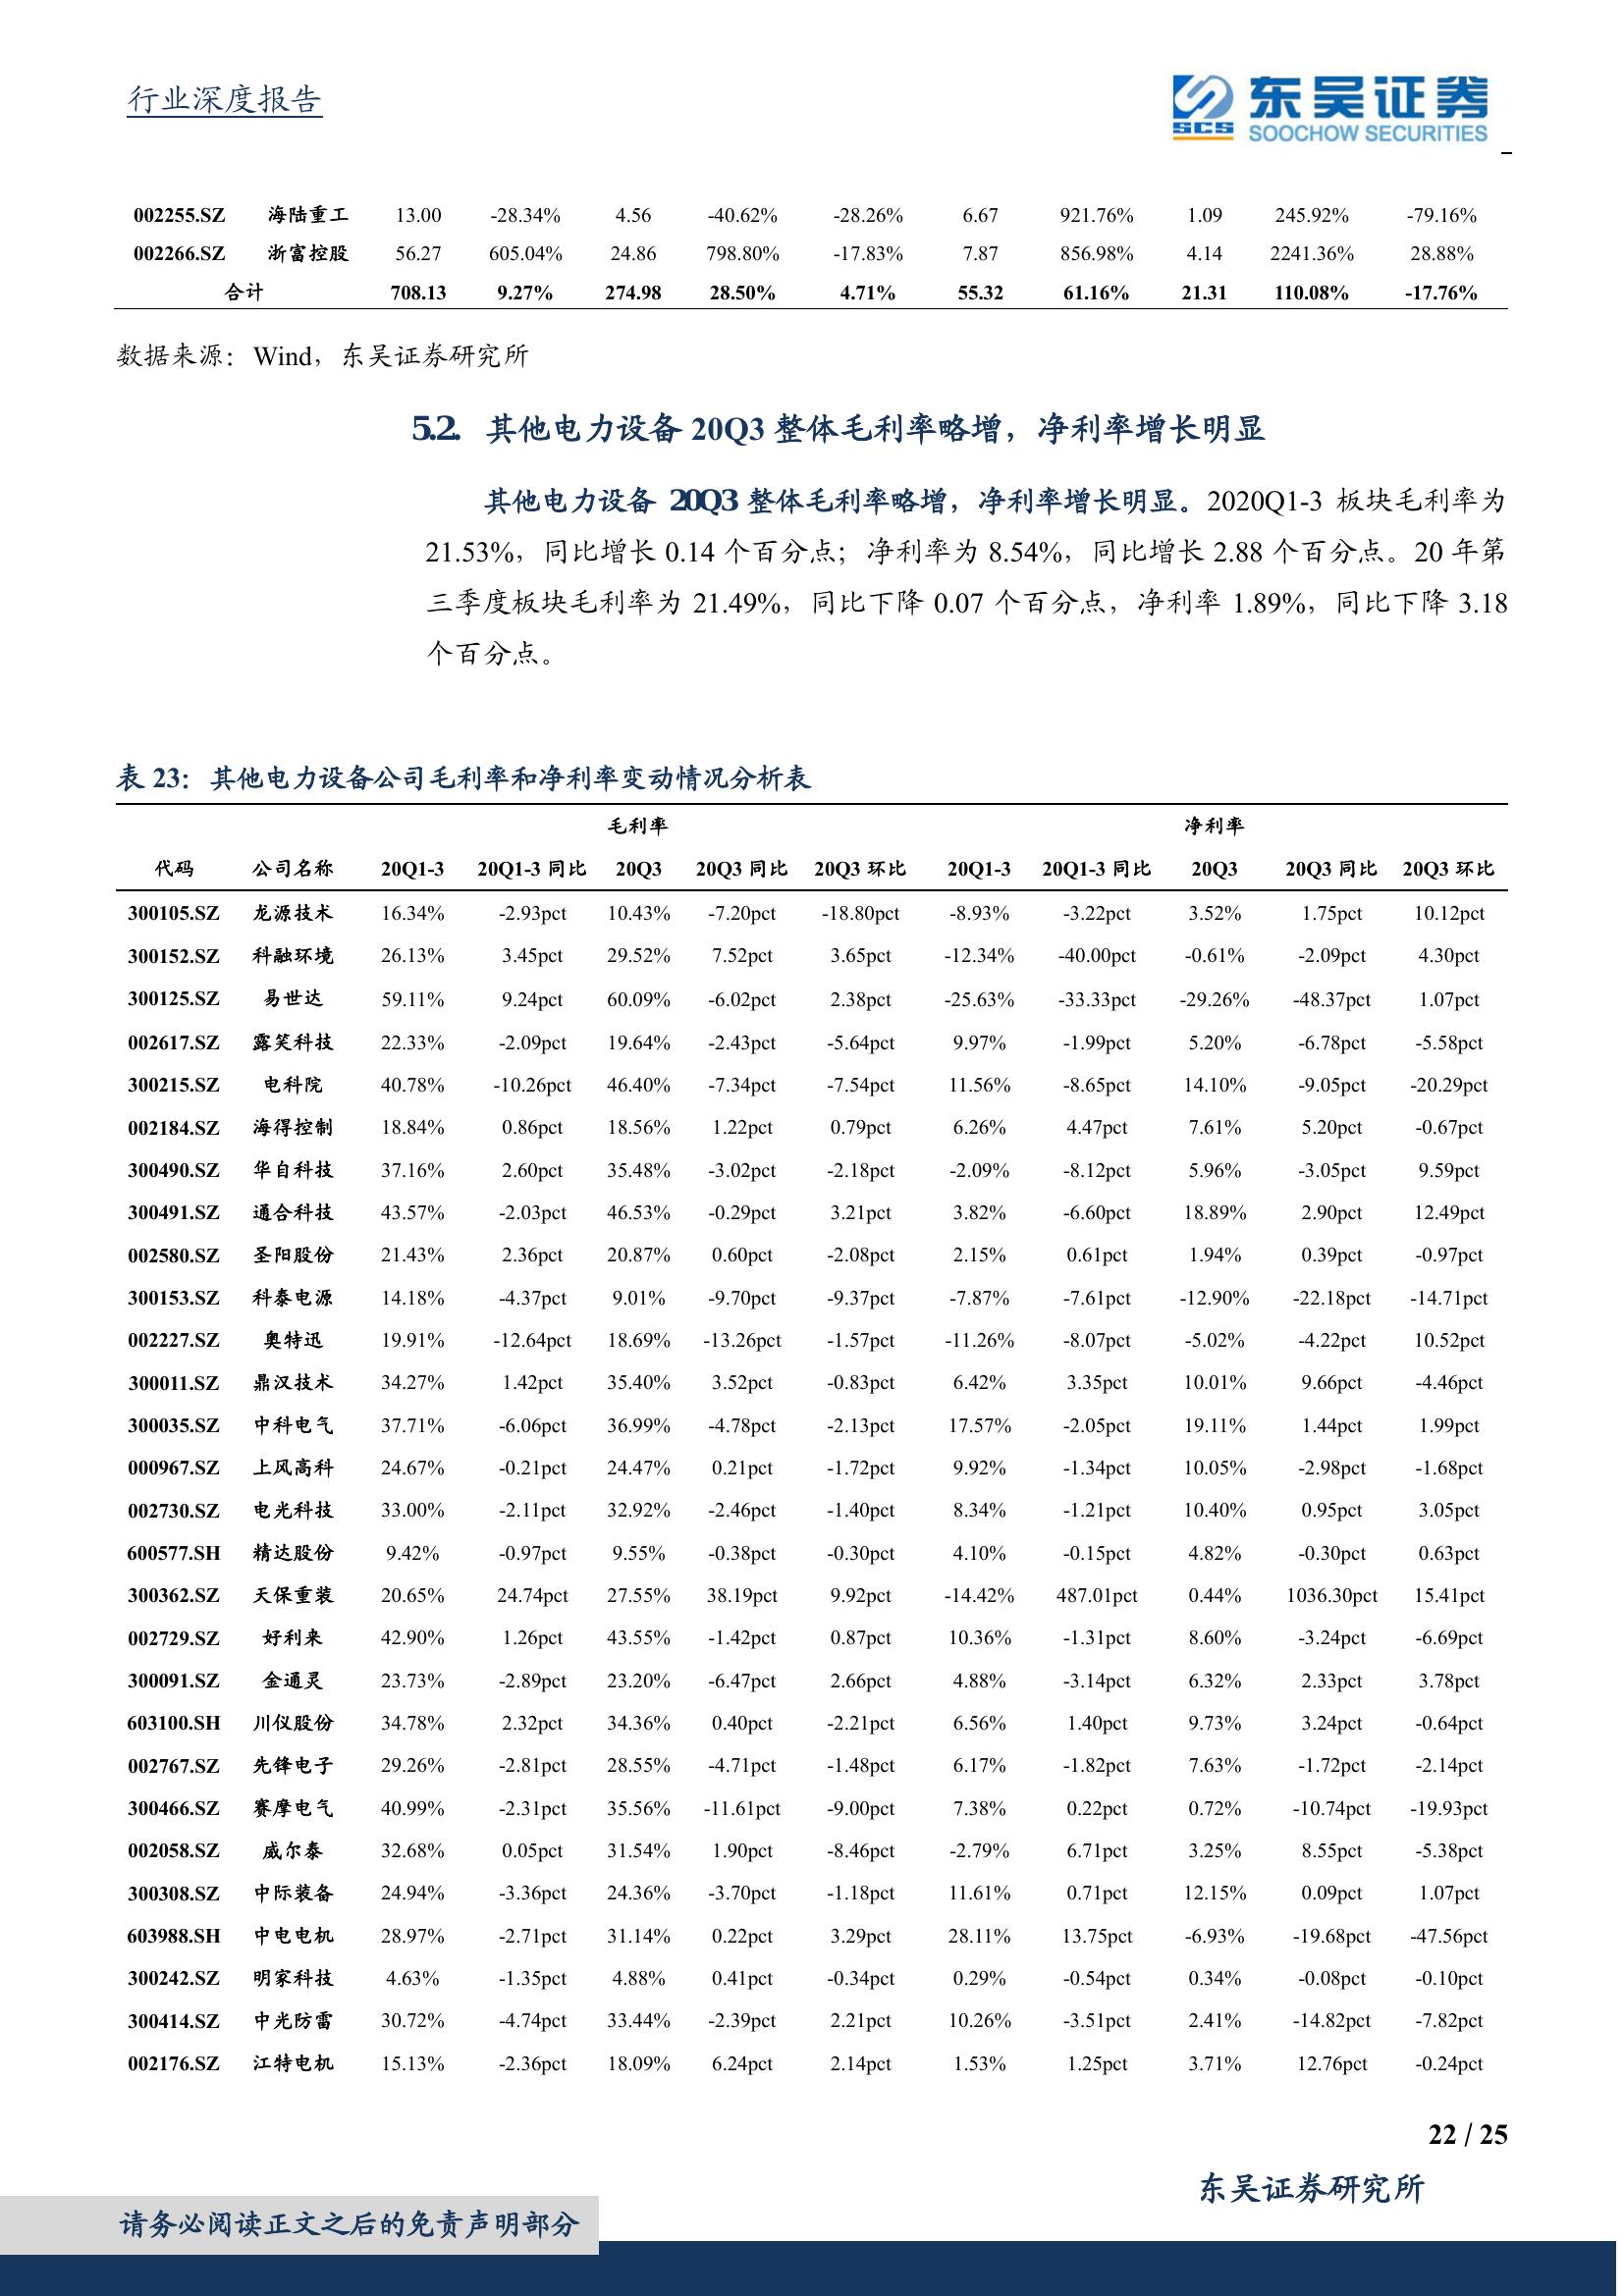 行业深度报告
东吴证券
SCS
SOOCHOW SECURITIES
002255.SZ 海陆重工 13.00 -28.34% 4.56 -40.62% -28.26% 6.67 921.76% 1.09 245.92% -79.16%
002266.SZ 浙富控股 56.27 605.04% 24.86 798.80% -17.83% 7.87 856.98% 4.14 2241.36% 28.88%
合计 708.13 9.27% 274.98 28.50% 4.71% 55.32 61.16% 21.31 110.08% -17.76%
数据来源：Wind，东吴证券研究所
5.2. 其他电力设备 20Q3 整体毛利率略增，净利率增长明显
其他电力设备 20Q3 整体毛利率略增，净利率增长明显。2020Q1-3 板块毛利率为
21.53%，同比增长 0.14 个百分点；净利率为 8.54%，同比增长 2.88 个百分点。20 年第
三季度板块毛利率为 21.49%，同比下降 0.07 个百分点，净利率 1.89%，同比下降 3.18
个百分点。
表 23：其他电力设备公司毛利率和净利率变动情况分析表
毛利率 净利率
代码 公司名称 20Q1-3 20Q1-3 同比 20Q3 20Q3 同比 20Q3 环比 20Q1-3 20Q1-3 同比 20Q3 20Q3 同比 20Q3 环比
300105.SZ 龙源技术 16.34% -2.93pct 10.43% -7.20pct -18.80pct -8.93% -3.22pct 3.52% 1.75pct 10.12pct
300152.SZ 科融环境 26.13% 3.45pct 29.52% 7.52pct 3.65pct -12.34% -40.00pct -0.61% -2.09pct 4.30pct
300125.SZ 易世达 59.11% 9.24pct 60.09% -6.02pct 2.38pct -25.63% -33.33pct -29.26% -48.37pct 1.07pct
002617.SZ 露笑科技 22.33% -2.09pct 19.64% -2.43pct -5.64pct 9.97% -1.99pct 5.20% -6.78pct -5.58pct
300215.SZ 电科院 40.78% -10.26pct 46.40% -7.34pct -7.54pct 11.56% -8.65pct 14.10% -9.05pct -20.29pct
002184.SZ 海得控制 18.84% 0.86pct 18.56% 1.22pct 0.79pct 6.26% 4.47pct 7.61% 5.20pct -0.67pct
300490.SZ 华自科技 37.16% 2.60pct 35.48% -3.02pct -2.18pct -2.09% -8.12pct 5.96% -3.05pct 9.59pct
300491.SZ 通合科技 43.57% -2.03pct 46.53% -0.29pct 3.21pct 3.82% -6.60pct 18.89% 2.90pct 12.49pct
002580.SZ 圣阳股份 21.43% 2.36pct 20.87% 0.60pct -2.08pct 2.15% 0.61pct 1.94% 0.39pct -0.97pct
300153.SZ 科泰电源 14.18% -4.37pct 9.01% -9.70pct -9.37pct -7.87% -7.61pct -12.90% -22.18pct -14.71pct
002227.SZ 奥特迅 19.91% -12.64pct 18.69% -13.26pct -1.57pct -11.26% -8.07pct -5.02% -4.22pct 10.52pct
300011.SZ 鼎汉技术 34.27% 1.42pct 35.40% 3.52pct -0.83pct 6.42% 3.35pct 10.01% 9.66pct -4.46pct
300035.SZ 中科电气 37.71% -6.06pct 36.99% -4.78pct -2.13pct 17.57% -2.05pct 19.11% 1.44pct 1.99pct
000967.SZ 上风高科 24.67% -0.21pct 24.47% 0.21pct -1.72pct 9.92% -1.34pct 10.05% -2.98pct -1.68pct
002730.SZ 电光科技 33.00% -2.11pct 32.92% -2.46pct -1.40pct 8.34% -1.21pct 10.40% 0.95pct 3.05pct
600577.SH 精达股份 9.42% -0.97pct 9.55% -0.38pct -0.30pct 4.10% -0.15pct 4.82% -0.30pct 0.63pct
300362.SZ 天保重装 20.65% 24.74pct 27.55% 38.19pct 9.92pct -14.42% 487.01pct 0.44% 1036.30pct 15.41pct
002729.SZ 好利来 42.90% 1.26pct 43.55% -1.42pct 0.87pct 10.36% -1.31pct 8.60% -3.24pct -6.69pct
300091.SZ 金通灵 23.73% -2.89pct 23.20% -6.47pct 2.66pct 4.88% -3.14pct 6.32% 2.33pct 3.78pct
603100.SH 川仪股份 34.78% 2.32pct 34.36% 0.40pct -2.21pct 6.56% 1.40pct 9.73% 3.24pct -0.64pct
002767.SZ 先锋电子 29.26% -2.81pct 28.55% -4.71pct -1.48pct 6.17% -1.82pct 7.63% -1.72pct -2.14pct
300466.SZ 赛摩电气 40.99% -2.31pct 35.56% -11.61pct -9.00pct 7.38% 0.22pct 0.72% -10.74pct -19.93pct
002058.SZ 威尔泰 32.68% 0.05pct 31.54% 1.90pct -8.46pct -2.79% 6.71pct 3.25% 8.55pct -5.38pct
300308.SZ 中际装备 24.94% -3.36pct 24.36% -3.70pct -1.18pct 11.61% 0.71pct 12.15% 0.09pct 1.07pct
603988.SH 中电电机 28.97% -2.71pct 31.14% 0.22pct 3.29pct 28.11% 13.75pct -6.93% -19.68pct -47.56pct
300242.SZ 明家科技 4.63% -1.35pct 4.88% 0.41pct -0.34pct 0.29% -0.54pct 0.34% -0.08pct -0.10pct
300414.SZ 中光防雷 30.72% -4.74pct 33.44% -2.39pct 2.21pct 10.26% -3.51pct 2.41% -14.82pct -7.82pct
002176.SZ 江特电机 15.13% -2.36pct 18.09% 6.24pct 2.14pct 1.53% 1.25pct 3.71% 12.76pct -0.24pct
22 / 25
东吴证券研究所
请务必阅读正文之后的免责声明部分